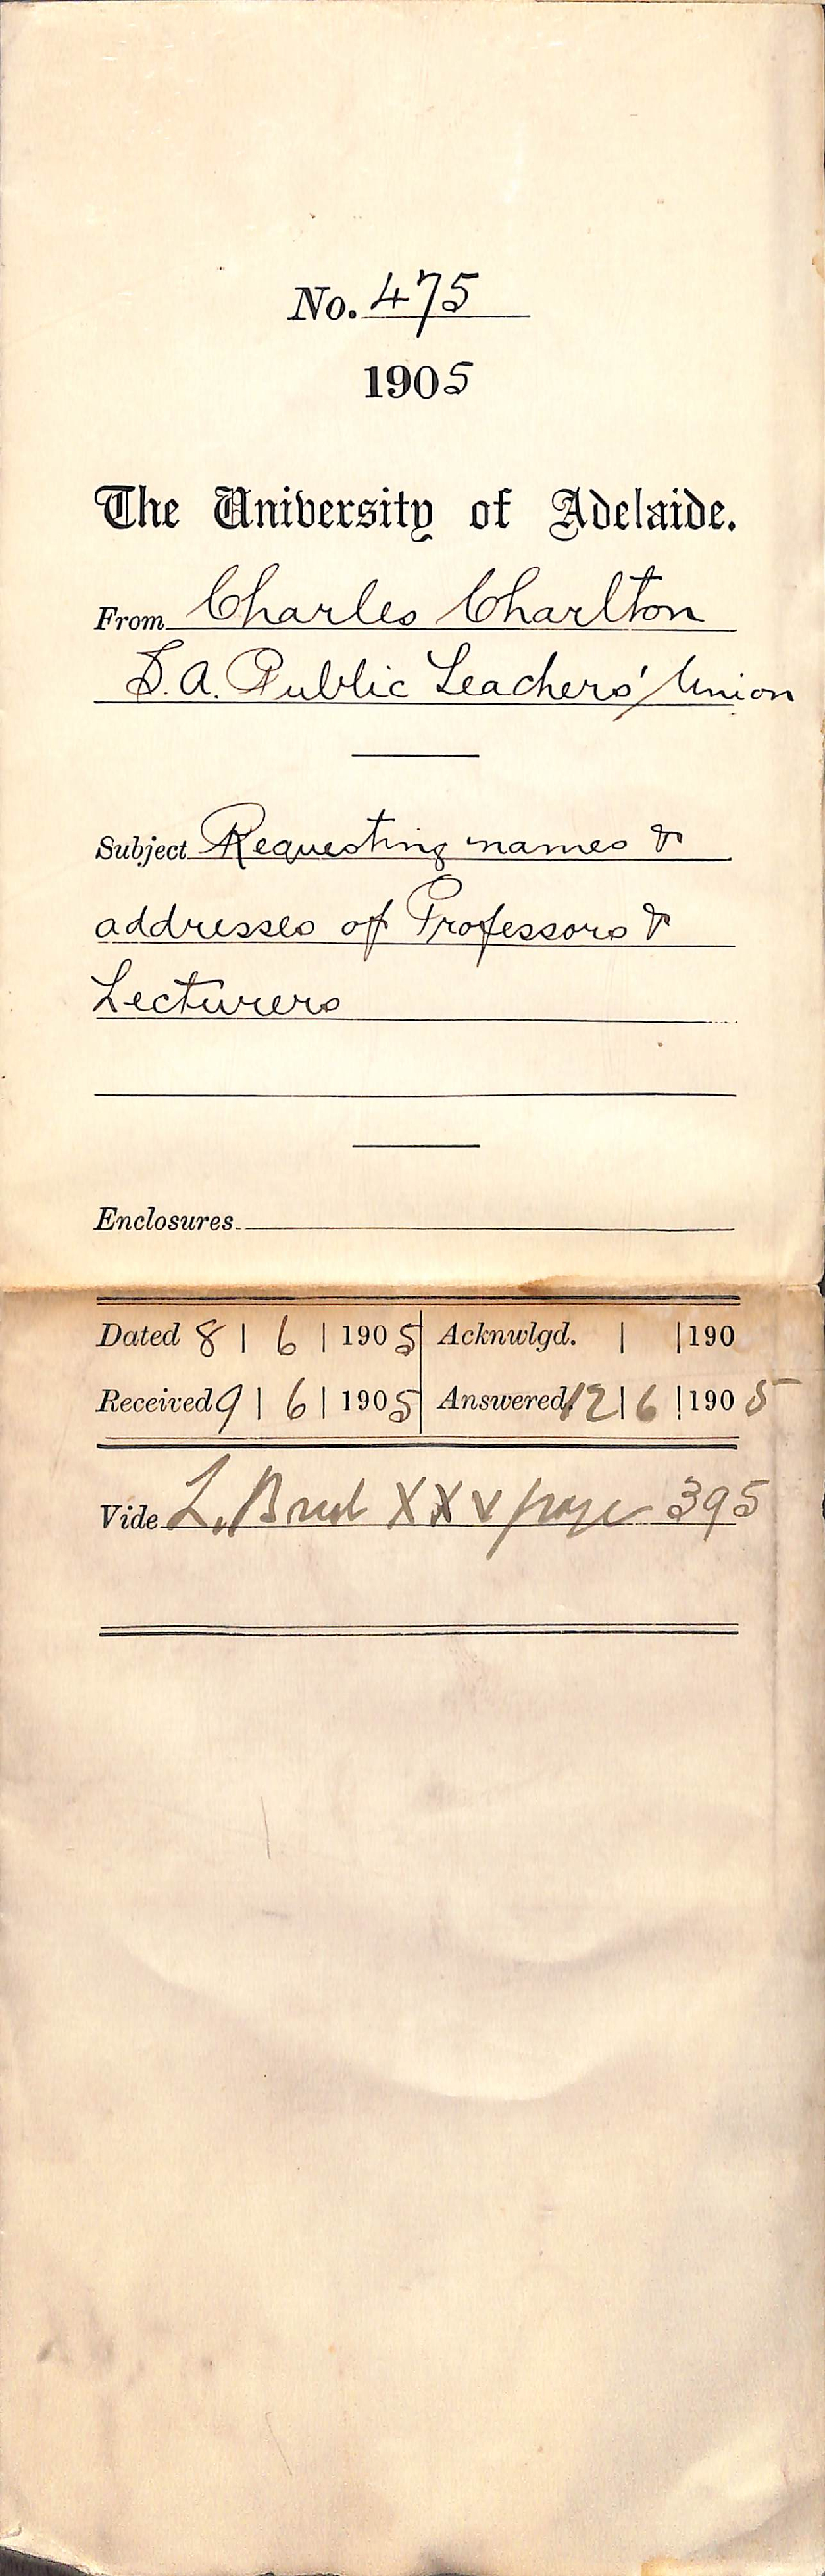 No. 475
1905
The University of Adelaide.
From Charles Charlton
S.A. Public Teachers' Union
Subject Requesting names &
addresses of Professors &
Lecturers
Enclosures
Dated 8 | 6 | 1905 Acknwlgd. | | 190
Received 9 | 6 | 1905 Answered 12 | 6 | 1905
Vide L. Book XXV page 395